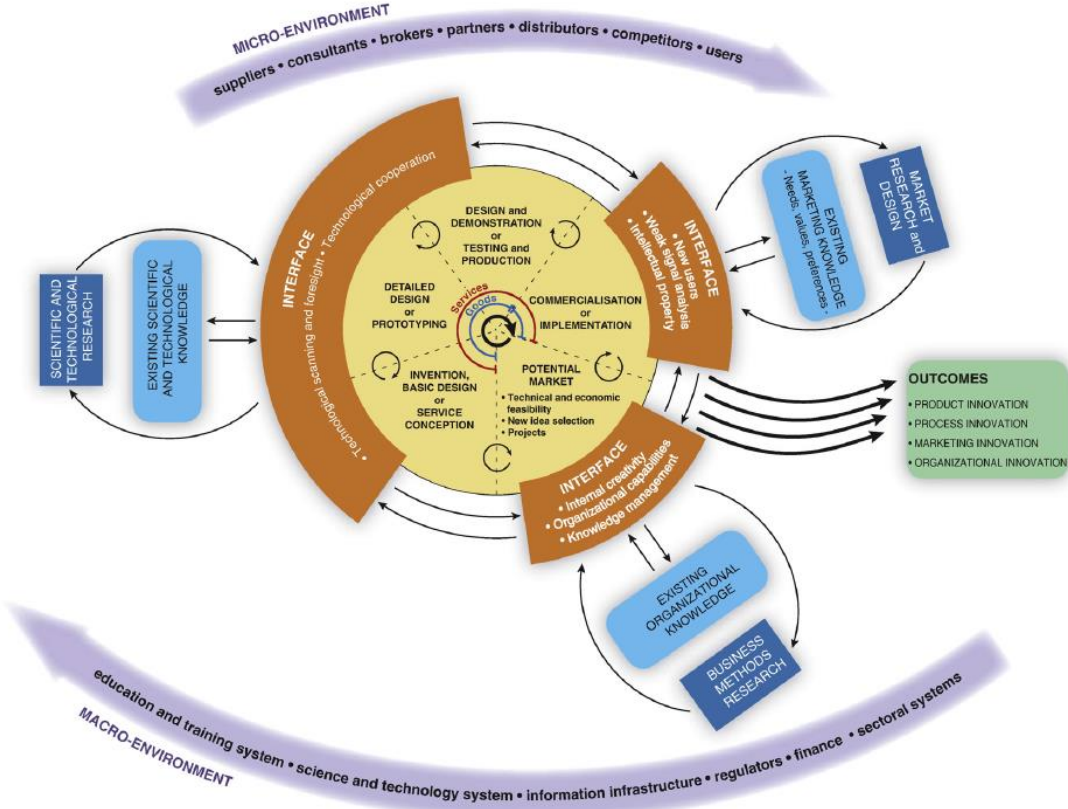 MICRO-ENVIRONMENT
suppliers • consultants • brokers • partners • distributors • competitors • users
INTERFACE
• Technological scanning and foresight • Technological cooperation
SCIENTIFIC AND
TECHNOLOGICAL
RESEARCH
EXISTING SCIENTIFIC
AND TECHNOLOGICAL
KNOWLEDGE
DESIGN and
DEMONSTRATION
or
TESTING and
PRODUCTION
DETAILED
DESIGN
or
PROTOTYPING
Services
Goods
COMMERCIALISATION
or
IMPLEMENTATION
INVENTION,
BASIC DESIGN
or
SERVICE
CONCEPTION
POTENTIAL
MARKET
• Technical and economic
feasibility
• New idea selection
• Projects
INTERFACE
• New users
• Weak signal analysis
• Intellectual property
EXISTING
MARKETING KNOWLEDGE
- Needs, values, preferences -
MARKET
RESEARCH and
DESIGN
OUTCOMES
• PRODUCT INNOVATION
• PROCESS INNOVATION
• MARKETING INNOVATION
• ORGANIZATIONAL INNOVATION
INTERFACE
• Internal creativity
• Organizational capabilities
• Knowledge management
EXISTING
ORGANIZATIONAL
KNOWLEDGE
BUSINESS
METHODS
RESEARCH
education and training system • science and technology system • information infrastructure • regulators • finance • sectoral systems
MACRO-ENVIRONMENT